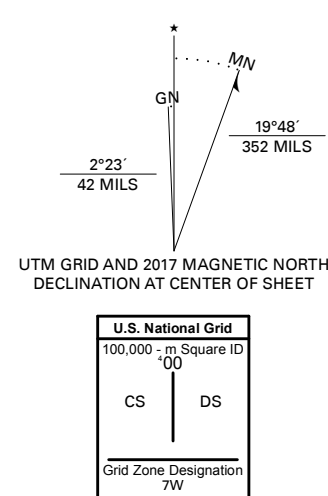 ★
MN
GN
19°48´
352 MILS
2°23´
42 MILS
UTM GRID AND 2017 MAGNETIC NORTH
DECLINATION AT CENTER OF SHEET
U.S. National Grid
100,000 - m Square ID
⁴00
CS DS
Grid Zone Designation
7W